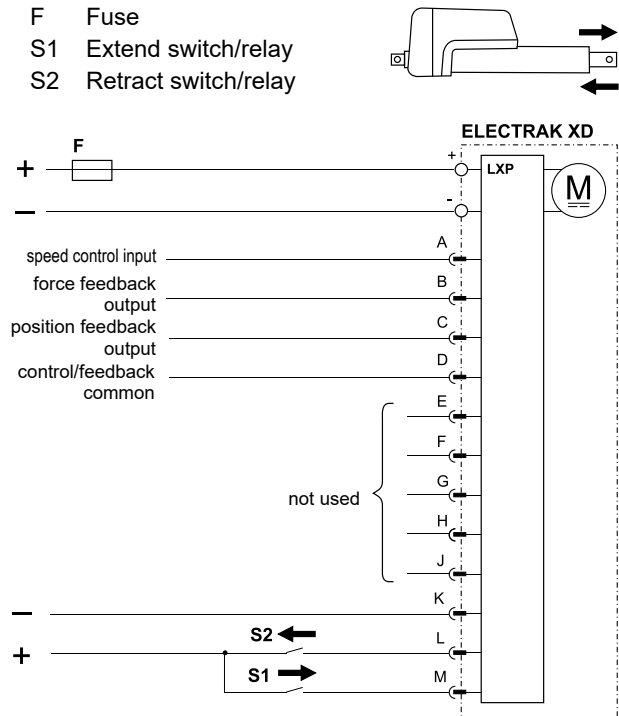 F Fuse
S1 Extend switch/relay
S2 Retract switch/relay
ELECTRAK XD
F
+
+
LXP
M
-
–
A
speed control input
B
force feedback
output
C
position feedback
output
D
control/feedback
common
E
F
G
not used
H
J
K
–
S2
L
+
S1
M